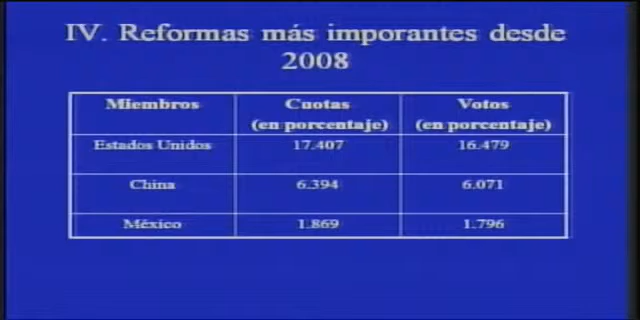 IV. Reformas más imporantes desde
2008
Miembros Cuotas Votos
(en porcentaje) (en porcentaje)
Estados Unidos 17.407 16.479
China 6.394 6.071
México 1.869 1.796